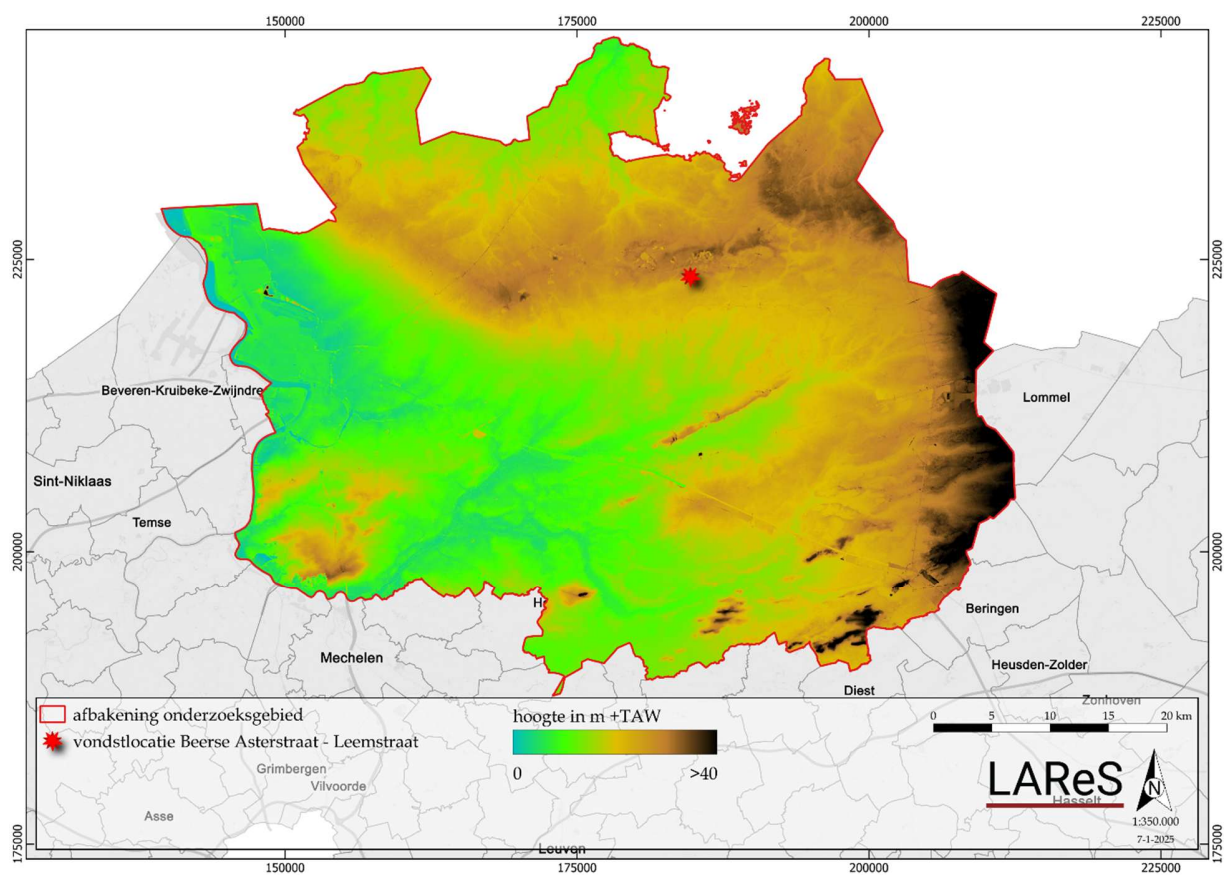 150000
175000
200000
225000
225000
225000
Beveren-Kruibeke-Zwijndre
Lommel
Sint-Niklaas
Temse
200000
200000
H
Beringen
Mechelen
Heusden-Zolder
Diest
Zonhoven
afbakening onderzoeksgebied
vondstlocatie Beerse Asterstraat - Leemstraat
hoogte in m +TAW
0
>40
0 5 10 15 20 km
Grimbergen
Vilvoorde
Asse
LAReS
N
Hasselt
1:350.000
7-1-2025
Leuven
175000
175000
150000
175000
200000
225000